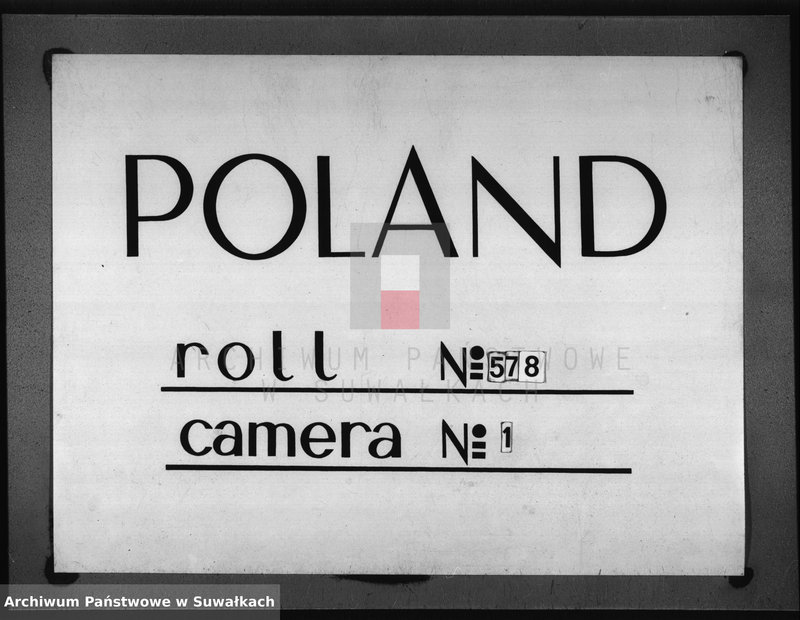 POLAND
roll № 578
ARCHIWUM PAŃSTWOWE
W SUWAŁKACH
camera № 1
Archiwum Państwowe w Suwałkach